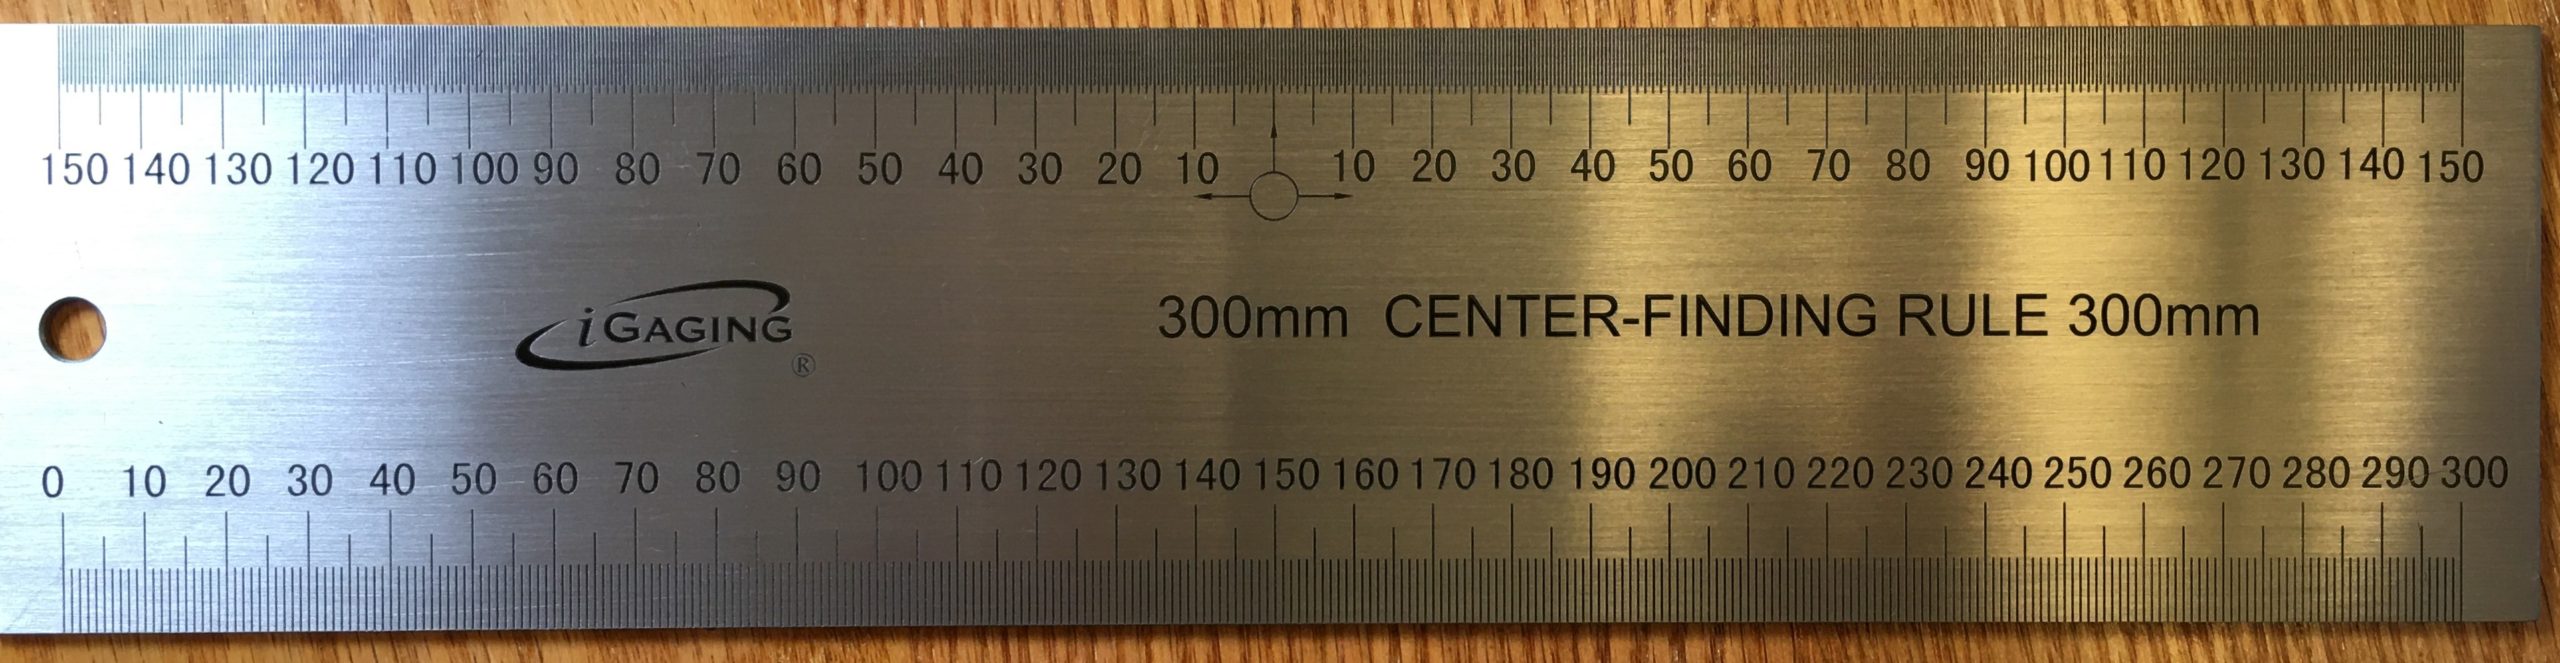 150 140 130 120 110 100 90 80 70 60 50 40 30 20 10 10 20 30 40 50 60 70 80 90 100 110 120 130 140 150
iGAGING ®
300mm CENTER-FINDING RULE 300mm
0 10 20 30 40 50 60 70 80 90 100 110 120 130 140 150 160 170 180 190 200 210 220 230 240 250 260 270 280 290 300